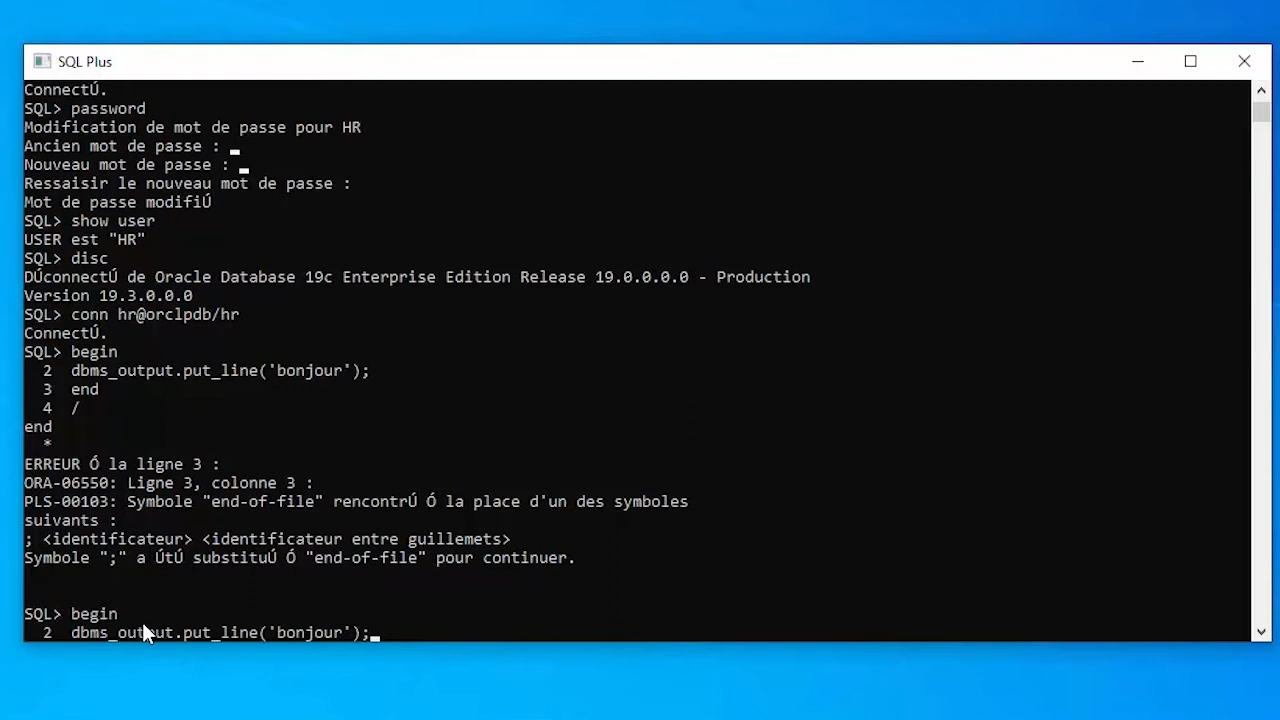 SQL Plus
ConnectÚ.
SQL> password
Modification de mot de passe pour HR
Ancien mot de passe :
Nouveau mot de passe :
Ressaisir le nouveau mot de passe :
Mot de passe modifiÚ
SQL> show user
USER est "HR"
SQL> disc
DÚconnectÚ de Oracle Database 19c Enterprise Edition Release 19.0.0.0.0 - Production
Version 19.3.0.0.0
SQL> conn hr@orclpdb/hr
ConnectÚ.
SQL> begin
2 dbms_output.put_line('bonjour');
3 end
4 /
end
*
ERREUR Ó la ligne 3 :
ORA-06550: Ligne 3, colonne 3 :
PLS-00103: Symbole "end-of-file" rencontrÚ Ó la place d'un des symboles
suivants :
; <identificateur> <identificateur entre guillemets>
Symbole ";" a ÚtÚ substituÚ Ó "end-of-file" pour continuer.
SQL> begin
2 dbms_output.put_line('bonjour');